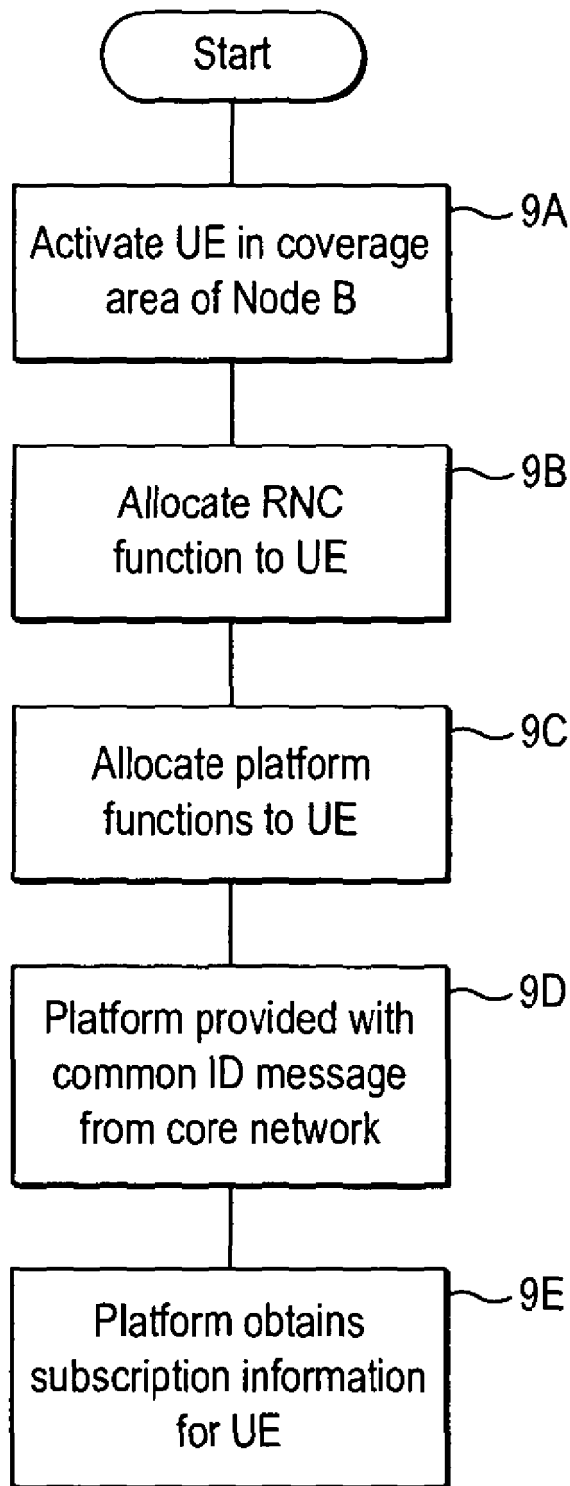 Start
9A
Activate UE in coverage
area of Node B
9B
Allocate RNC
function to UE
9C
Allocate platform
functions to UE
9D
Platform provided with
common ID message
from core network
9E
Platform obtains
subscription information
for UE